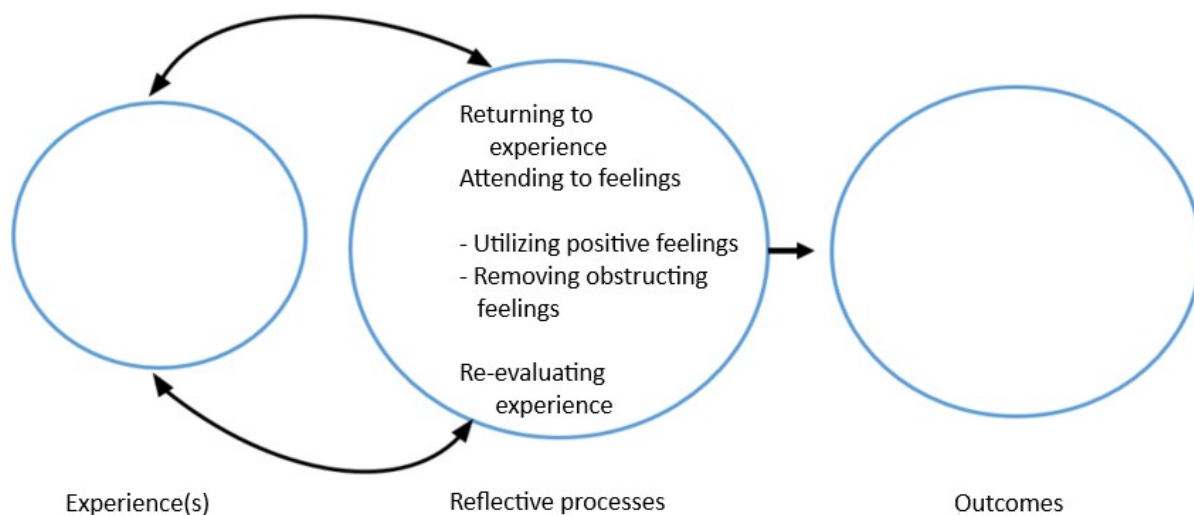 Returning to
experience
Attending to feelings
- Utilizing positive feelings
- Removing obstructing
feelings
Re-evaluating
experience
Experience(s)
Reflective processes
Outcomes